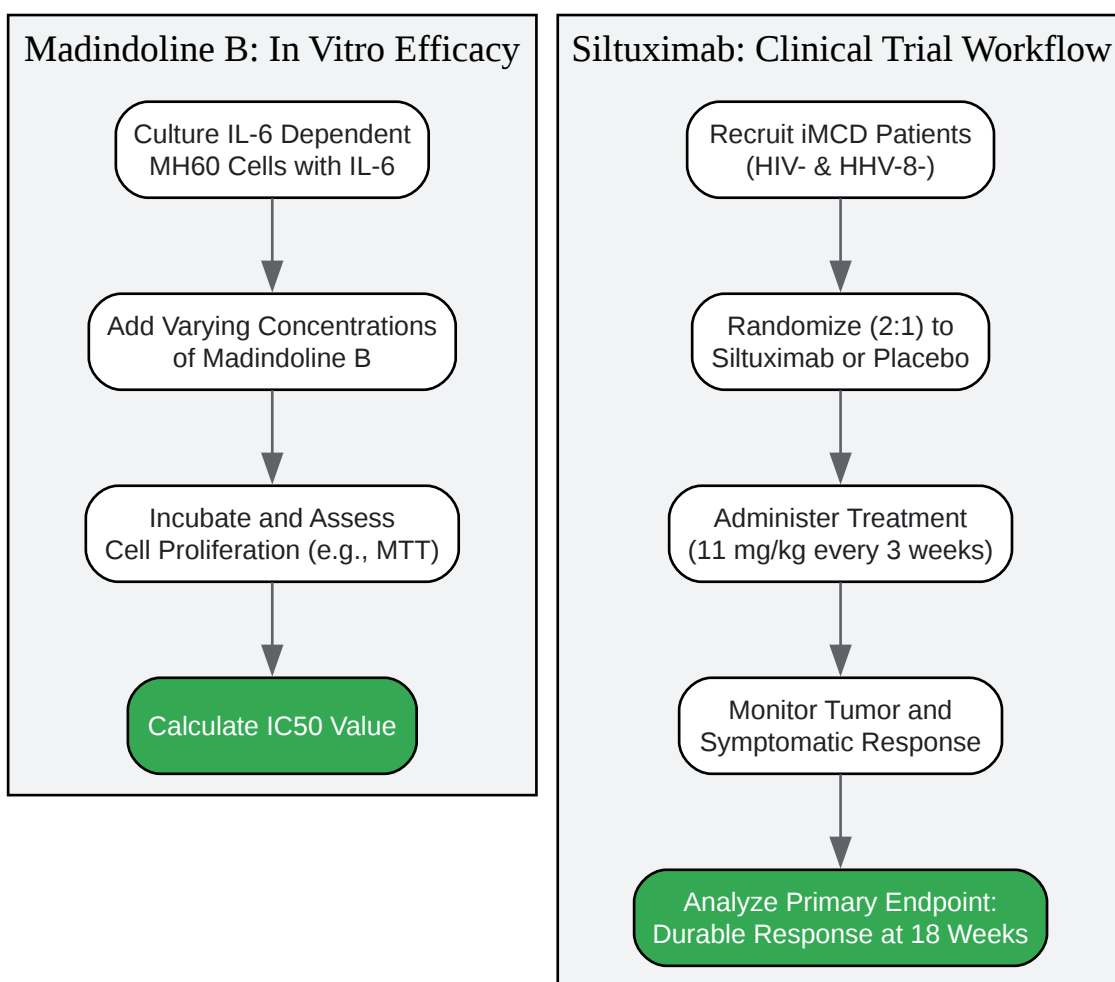 Madindoline B: In Vitro Efficacy
Culture IL-6 Dependent
MH60 Cells with IL-6
Add Varying Concentrations
of Madindoline B
Incubate and Assess
Cell Proliferation (e.g., MTT)
Calculate IC50 Value
Siltuximab: Clinical Trial Workflow
Recruit iMCD Patients
(HIV- & HHV-8-)
Randomize (2:1) to
Siltuximab or Placebo
Administer Treatment
(11 mg/kg every 3 weeks)
Monitor Tumor and
Symptomatic Response
Analyze Primary Endpoint:
Durable Response at 18 Weeks